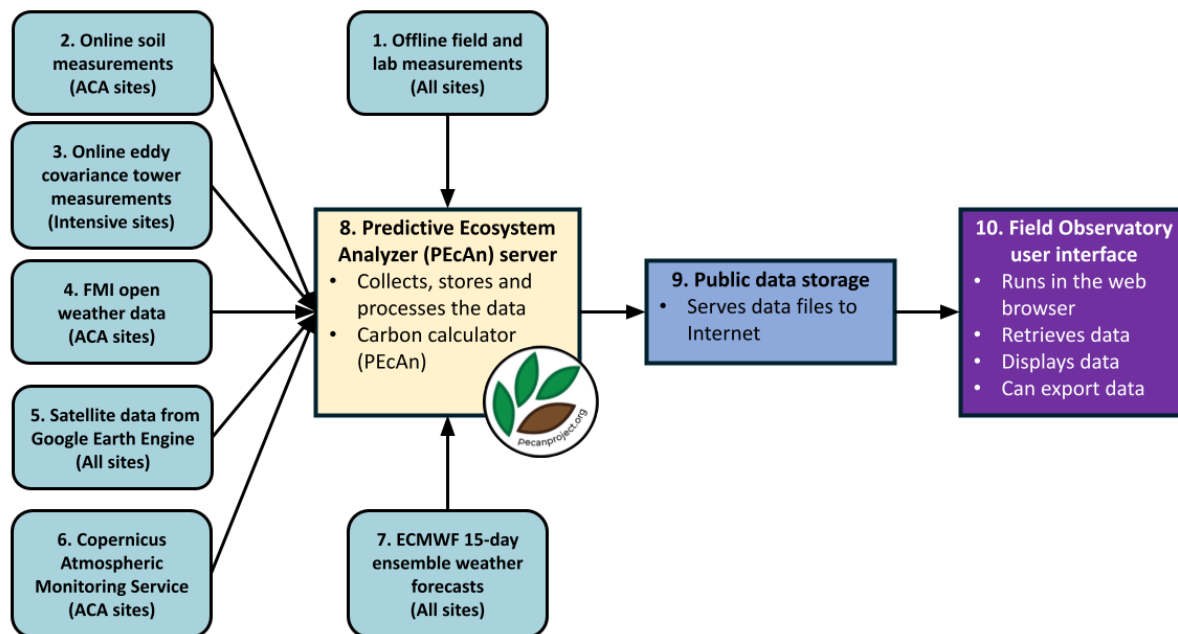 2. Online soil
measurements
(ACA sites)
1. Offline field and
lab measurements
(All sites)
3. Online eddy
covariance tower
measurements
(Intensive sites)
4. FMI open
weather data
(ACA sites)
5. Satellite data from
Google Earth Engine
(All sites)
6. Copernicus
Atmospheric
Monitoring Service
(ACA sites)
7. ECMWF 15-day
ensemble weather
forecasts
(All sites)
8. Predictive Ecosystem
Analyzer (PEcAn) server
• Collects, stores and
processes the data
• Carbon calculator
(PEcAn)
pecanproject.org
9. Public data storage
• Serves data files to
Internet
10. Field Observatory
user interface
• Runs in the web
browser
• Retrieves data
• Displays data
• Can export data